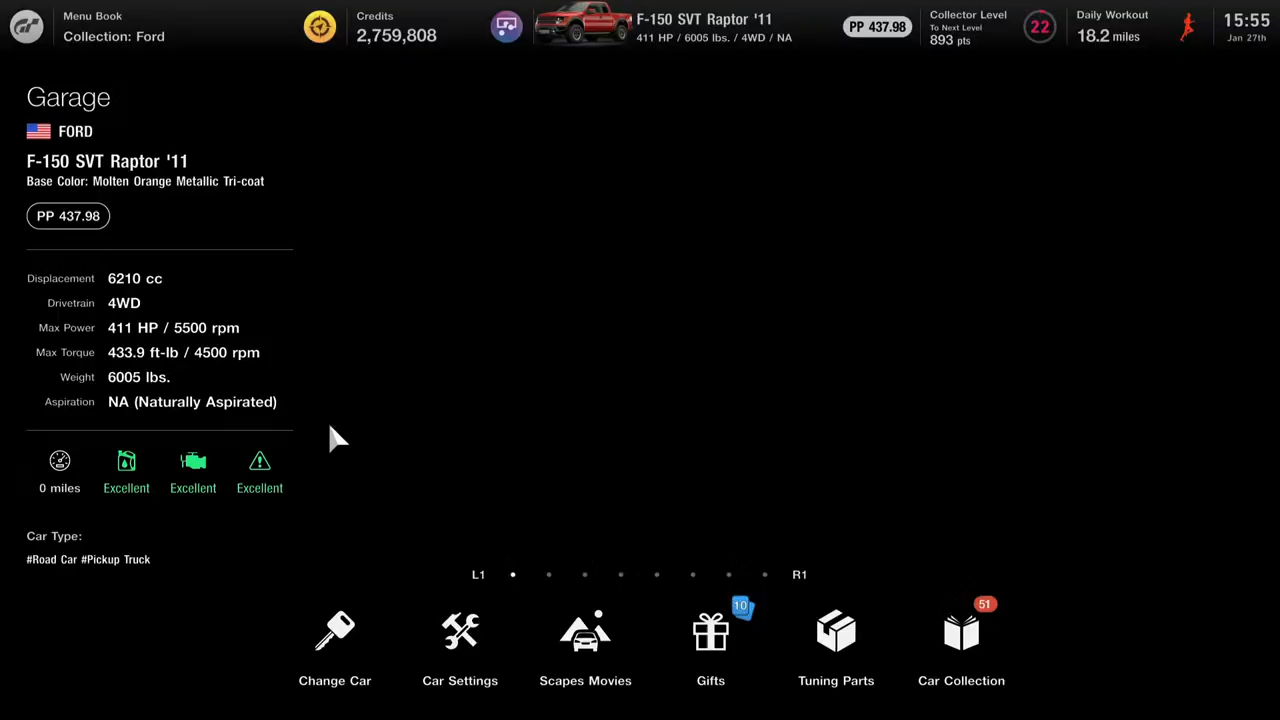 Menu Book
Collection: Ford
Credits
2,759,808
F-150 SVT Raptor '11
411 HP / 6005 lbs. / 4WD / NA
PP 437.98
Collector Level
To Next Level
893 pts
22
Daily Workout
18.2 miles
15:55
Jan 27th
Garage
FORD
F-150 SVT Raptor '11
Base Color: Molten Orange Metallic Tri-coat
PP 437.98
Displacement 6210 cc
Drivetrain 4WD
Max Power 411 HP / 5500 rpm
Max Torque 433.9 ft-lb / 4500 rpm
Weight 6005 lbs.
Aspiration NA (Naturally Aspirated)
0 miles Excellent Excellent Excellent
Car Type:
#Road Car #Pickup Truck
L1 R1
10 51
Change Car Car Settings Scapes Movies Gifts Tuning Parts Car Collection